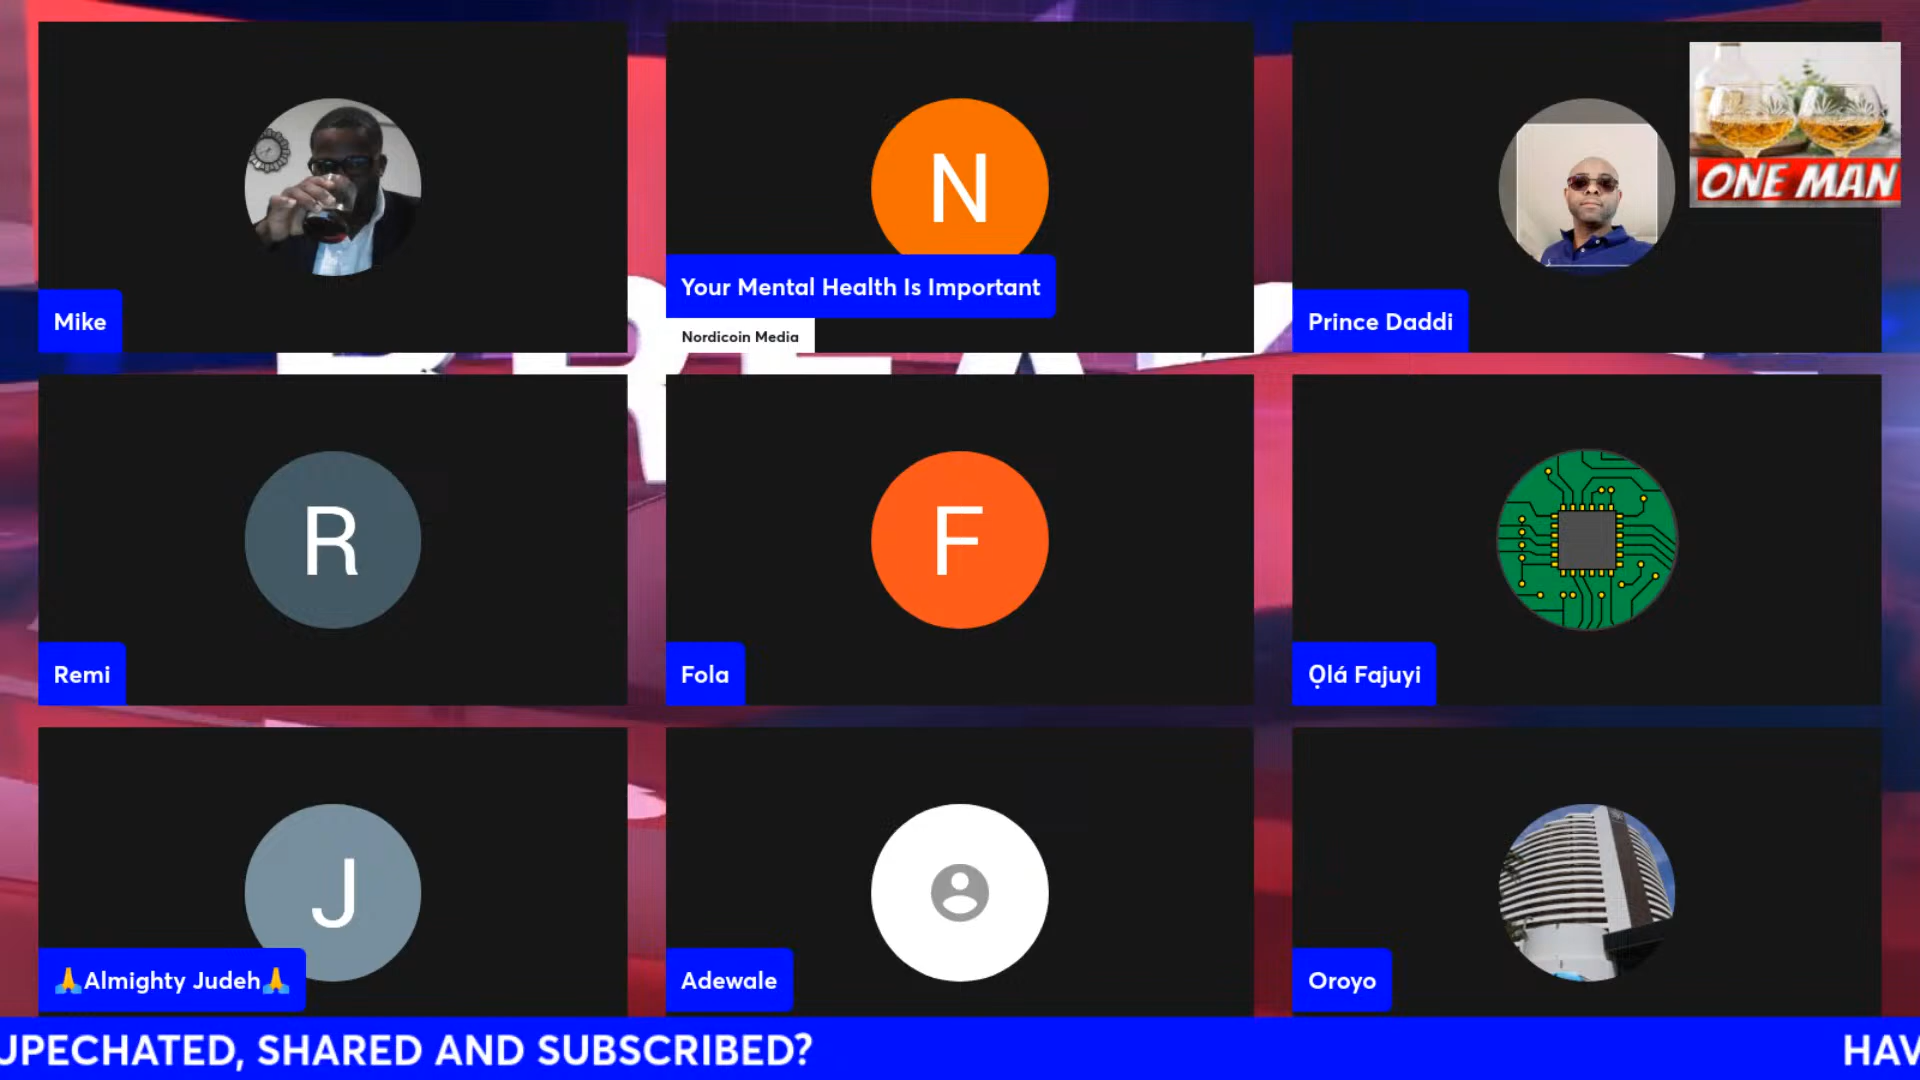 N
ONE MAN
Mike
Your Mental Health Is Important
Nordicoin Media
Prince Daddi
R
F
Remi
Fola
Ọlá Fajuyi
J
🙏Almighty Judeh🙏
Adewale
Oroyo
UPECHATED, SHARED AND SUBSCRIBED?
HAV